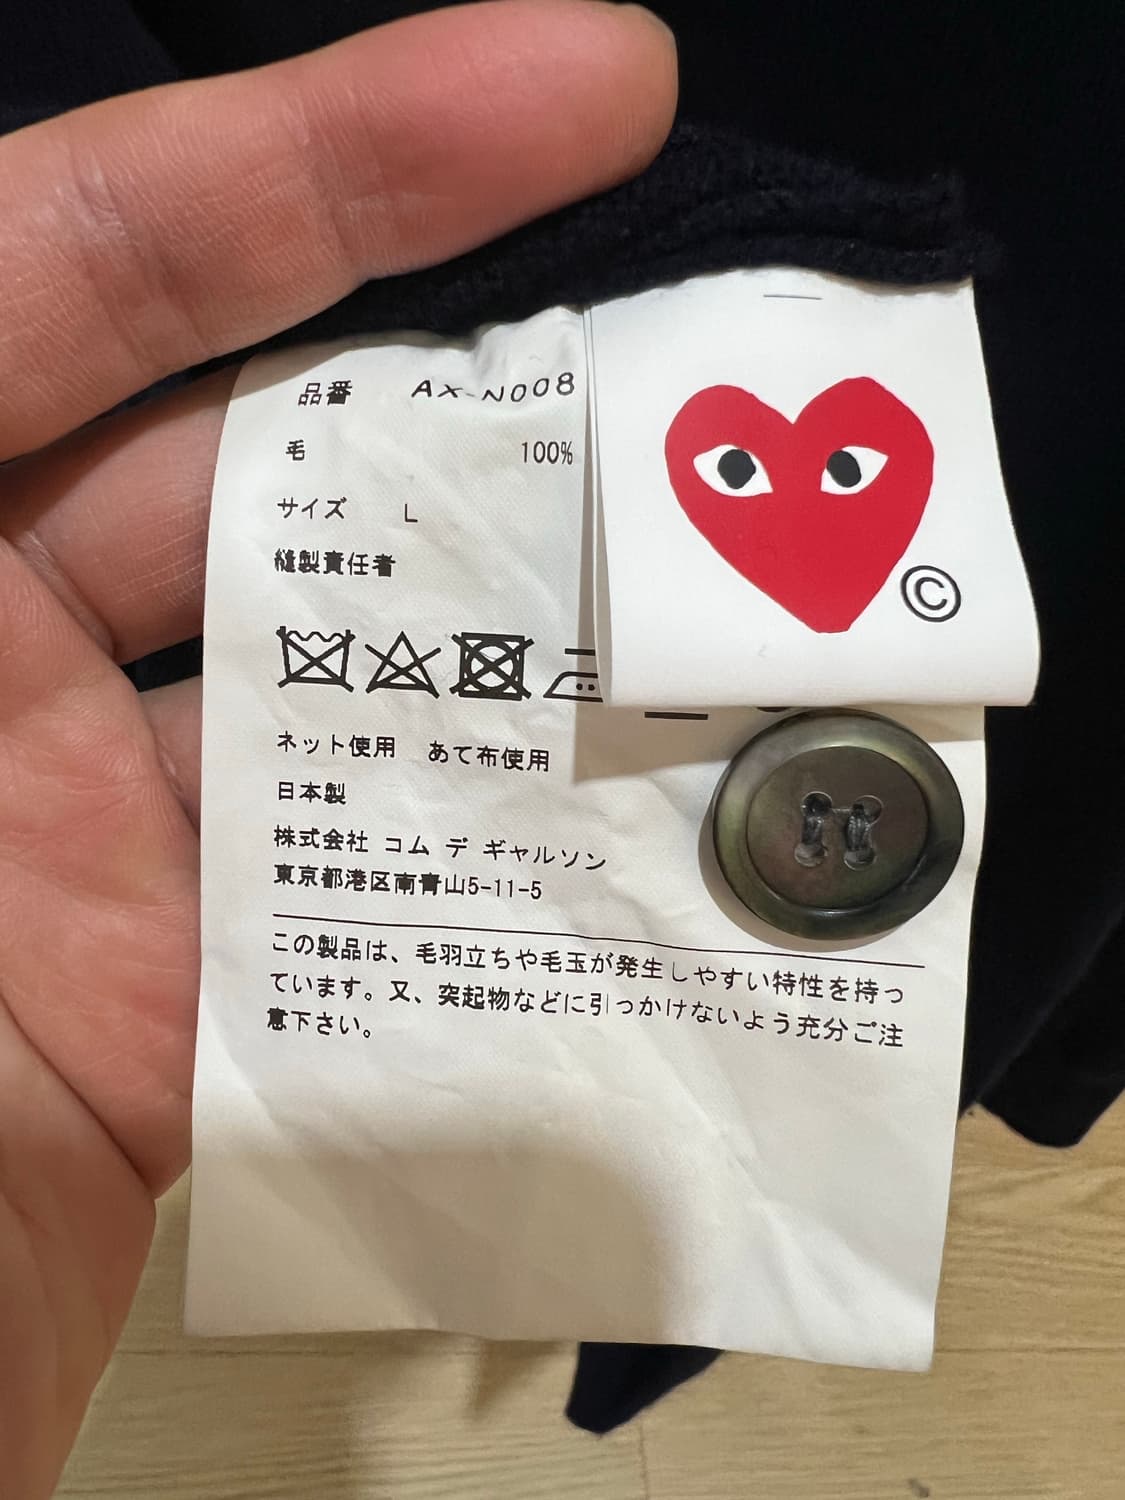 品番 AX-N008
毛 100%
サイズ L
縫製責任者
©
ネット使用 あて布使用
日本製
株式会社 コム デ ギャルソン
東京都港区南青山5-11-5
この製品は、毛羽立ちや毛玉が発生しやすい特性を持っ
ています。又、突起物などに引っかけないよう充分ご注
意下さい。